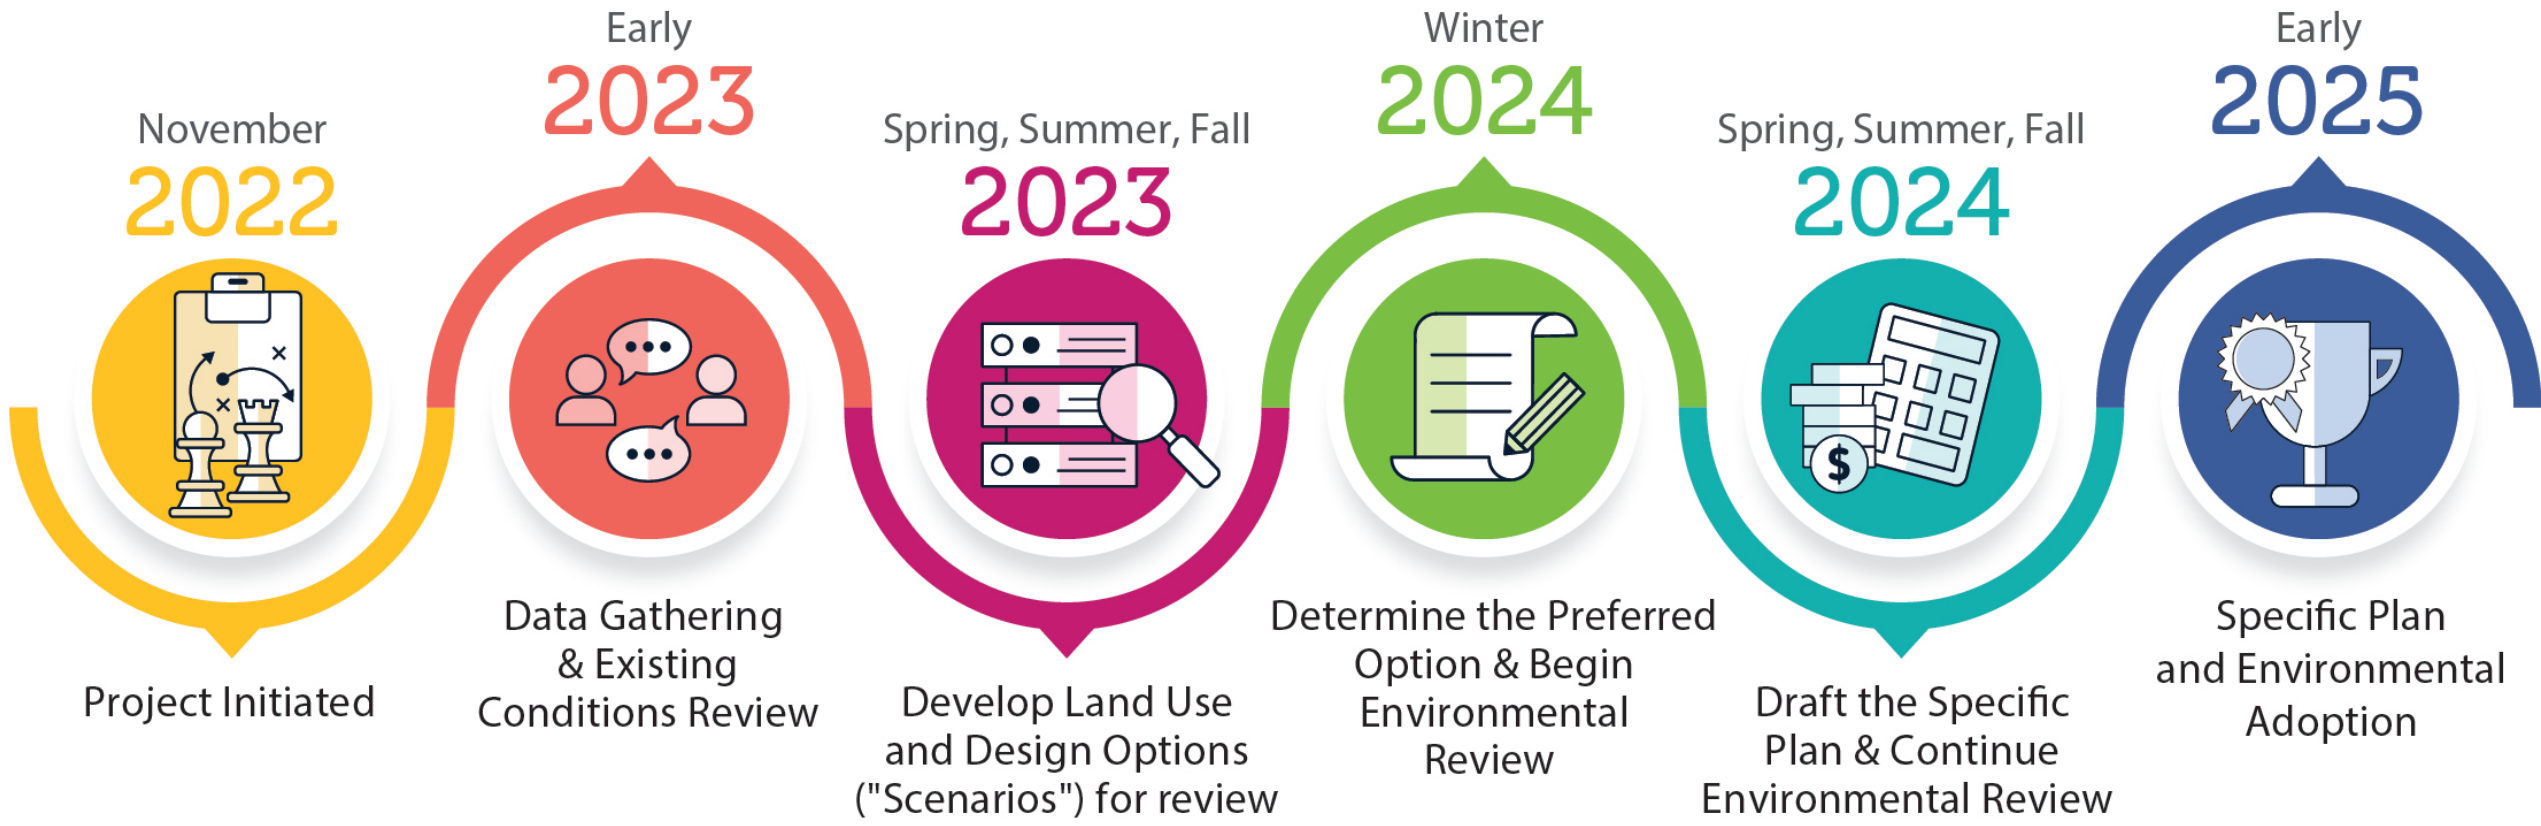 November
2022
Project Initiated
Early
2023
Data Gathering
& Existing
Conditions Review
Spring, Summer, Fall
2023
Develop Land Use
and Design Options
("Scenarios") for review
Winter
2024
Determine the Preferred
Option & Begin
Environmental
Review
Spring, Summer, Fall
2024
$
Draft the Specific
Plan & Continue
Environmental Review
Early
2025
Specific Plan
and Environmental
Adoption